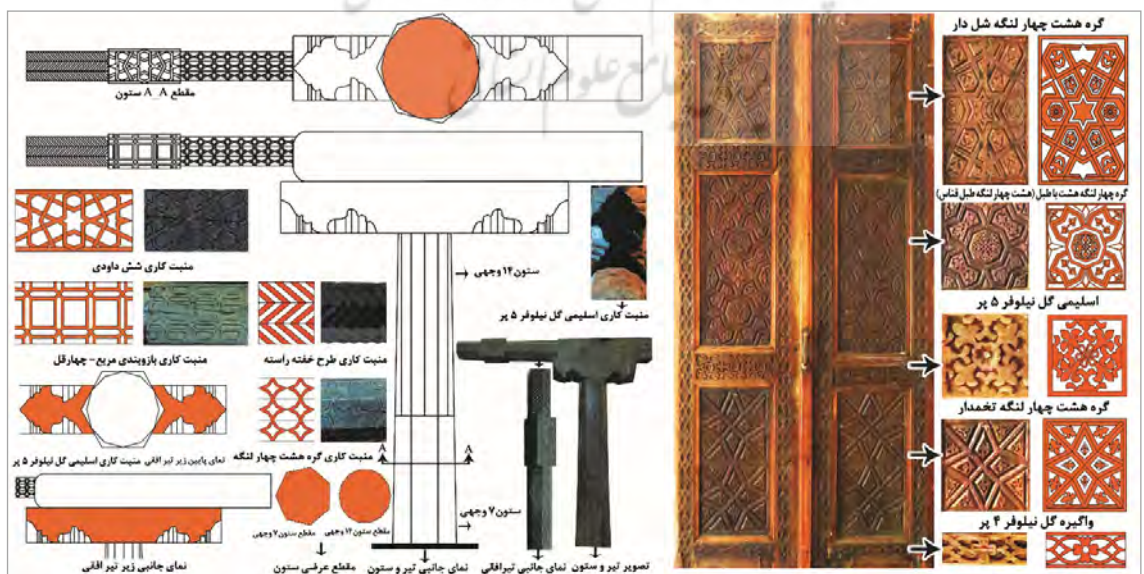 گره هشت چهار لنگه شل دار
گره چهار لنگه هشت با طبل (هشت چهار لنگه طبل قناس)
اسلیمی گل نیلوفر ۵ پر
گره هشت چهار لنگه تخمدار
واگیره گل نیلوفر ۴ پر
مقطع A_A ستون
منبت کاری شش داودی
ستون ۱۴ وجهی
منبت کاری اسلیمی گل نیلوفر ۵ پر
منبت کاری بازوبندی مربع - چهارقل
منبت کاری طرح خفته راسته
نمای پایین زیر تیر افقی
منبت کاری اسلیمی گل نیلوفر ۵ پر
منبت کاری گره هشت چهار لنگه
A
A
ستون ۷ وجهی
مقطع ستون ۷ وجهی
مقطع ستون ۱۴ وجهی
نمای جانبی زیر تیر افقی
مقطع عرضی ستون
نمای جانبی تیر و ستون
نمای جانبی تیرافقی
تصویر تیر و ستون
جامع علوم انسانی